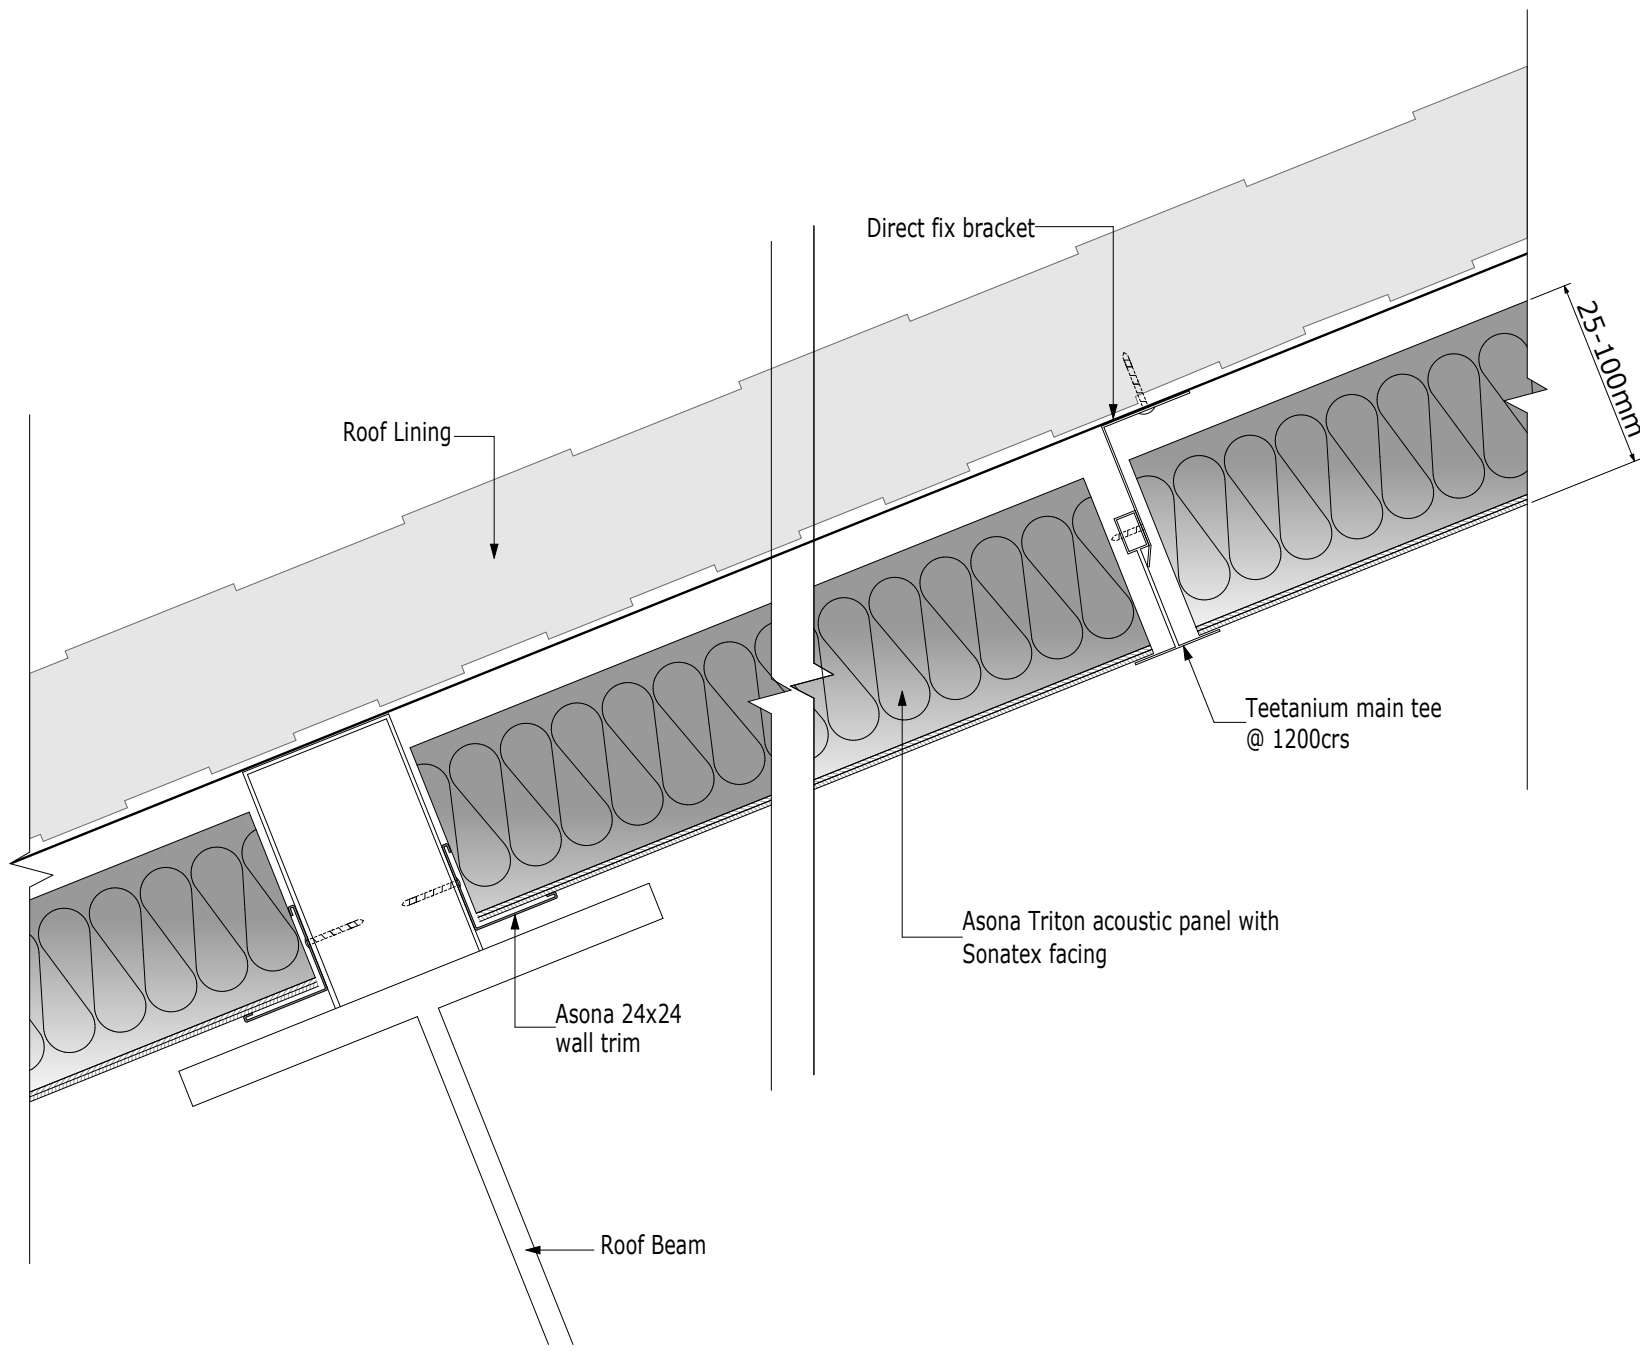 Direct fix bracket
25-100mm
Roof Lining
Teetanium main tee
@ 1200crs
Asona Triton acoustic panel with
Sonatex facing
Asona 24x24
wall trim
Roof Beam